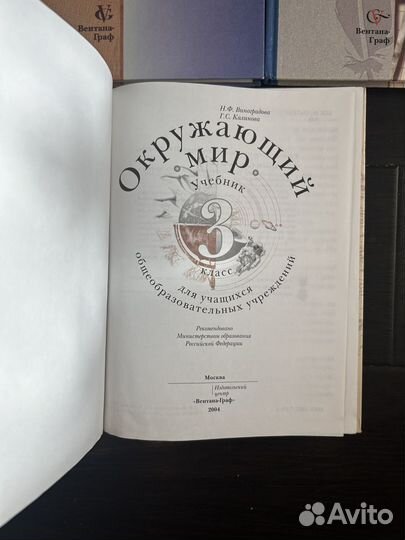 Вентана-
Граф
Вентана-
Граф
Н.Ф. Виноградова
Г.С. Калинова
Окружающий
мир
Учебник
3
класс
для учащихся
общеобразовательных учреждений
Рекомендовано
Министерством образования
Российской Федерации
Москва
Издательский
центр
«Вентана-Граф»
2004
Avito